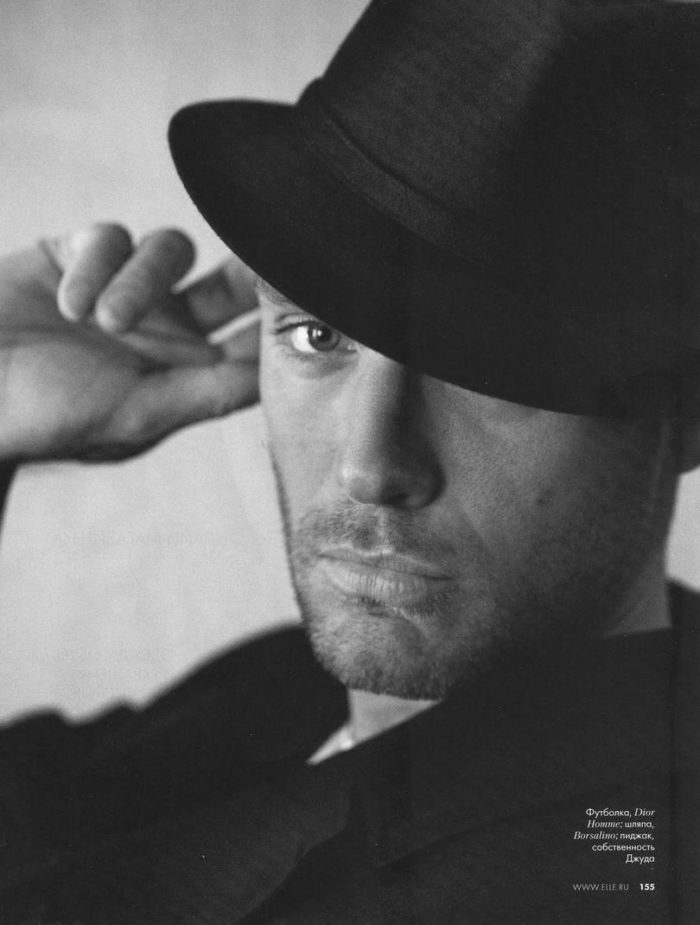 Футболка, Dior
Homme; шляпа,
Borsalino; пиджак,
собственность
Джуда
WWW.ELLE.RU 155